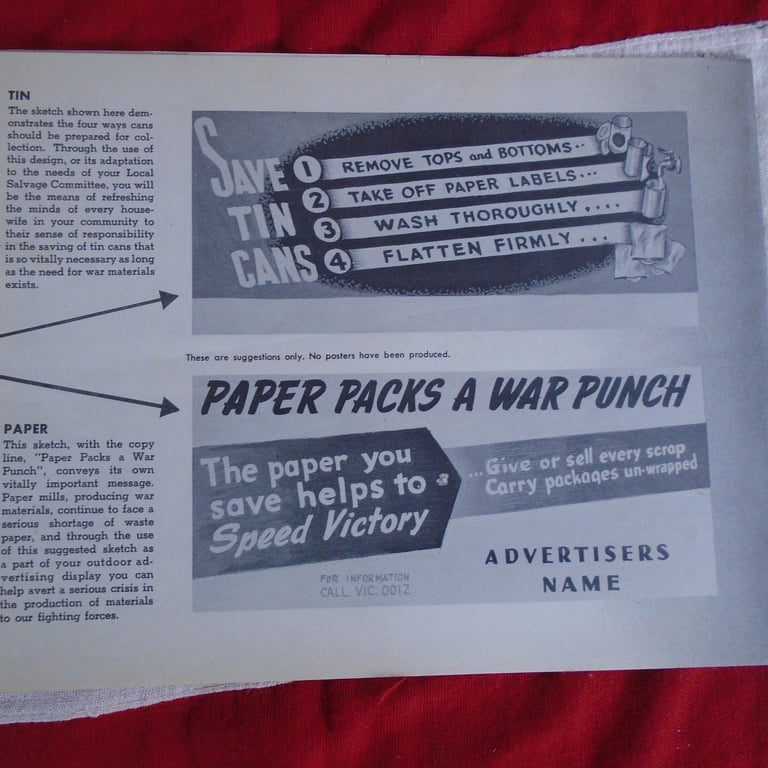 TIN
The sketch shown here dem-
onstrates the four ways cans
should be prepared for col-
lection. Through the use of
this design, or its adaptation
to the needs of your Local
Salvage Committee, you will
be the means of refreshing
the minds of every house-
wife in your community to
their sense of responsibility
in the saving of tin cans that
is so vitally necessary as long
as the need for war materials
exists.
SAVE
TIN
CANS
1 REMOVE TOPS and BOTTOMS..
2 TAKE OFF PAPER LABELS...
3 WASH THOROUGHLY....
4 FLATTEN FIRMLY...
These are suggestions only. No posters have been produced.
PAPER
This sketch, with the copy
line, "Paper Packs a War
Punch", conveys its own
vitally important message.
Paper mills, producing war
materials, continue to face a
serious shortage of waste
paper, and through the use
of this suggested sketch as
a part of your outdoor ad-
vertising display you can
help avert a serious crisis in
the production of materials
to our fighting forces.
PAPER PACKS A WAR PUNCH
The paper you
save helps to
Speed Victory
...Give or sell every scrap
Carry packages un-wrapped
FOR INFORMATION
CALL VIC. 0012
ADVERTISERS
NAME